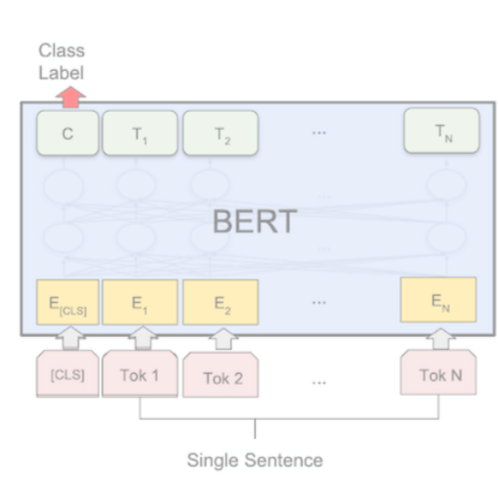 Class
Label
C T1 T2 ... TN
...
BERT
...
E[CLS] E1 E2 ... EN
[CLS] Tok 1 Tok 2 ... Tok N
Single Sentence